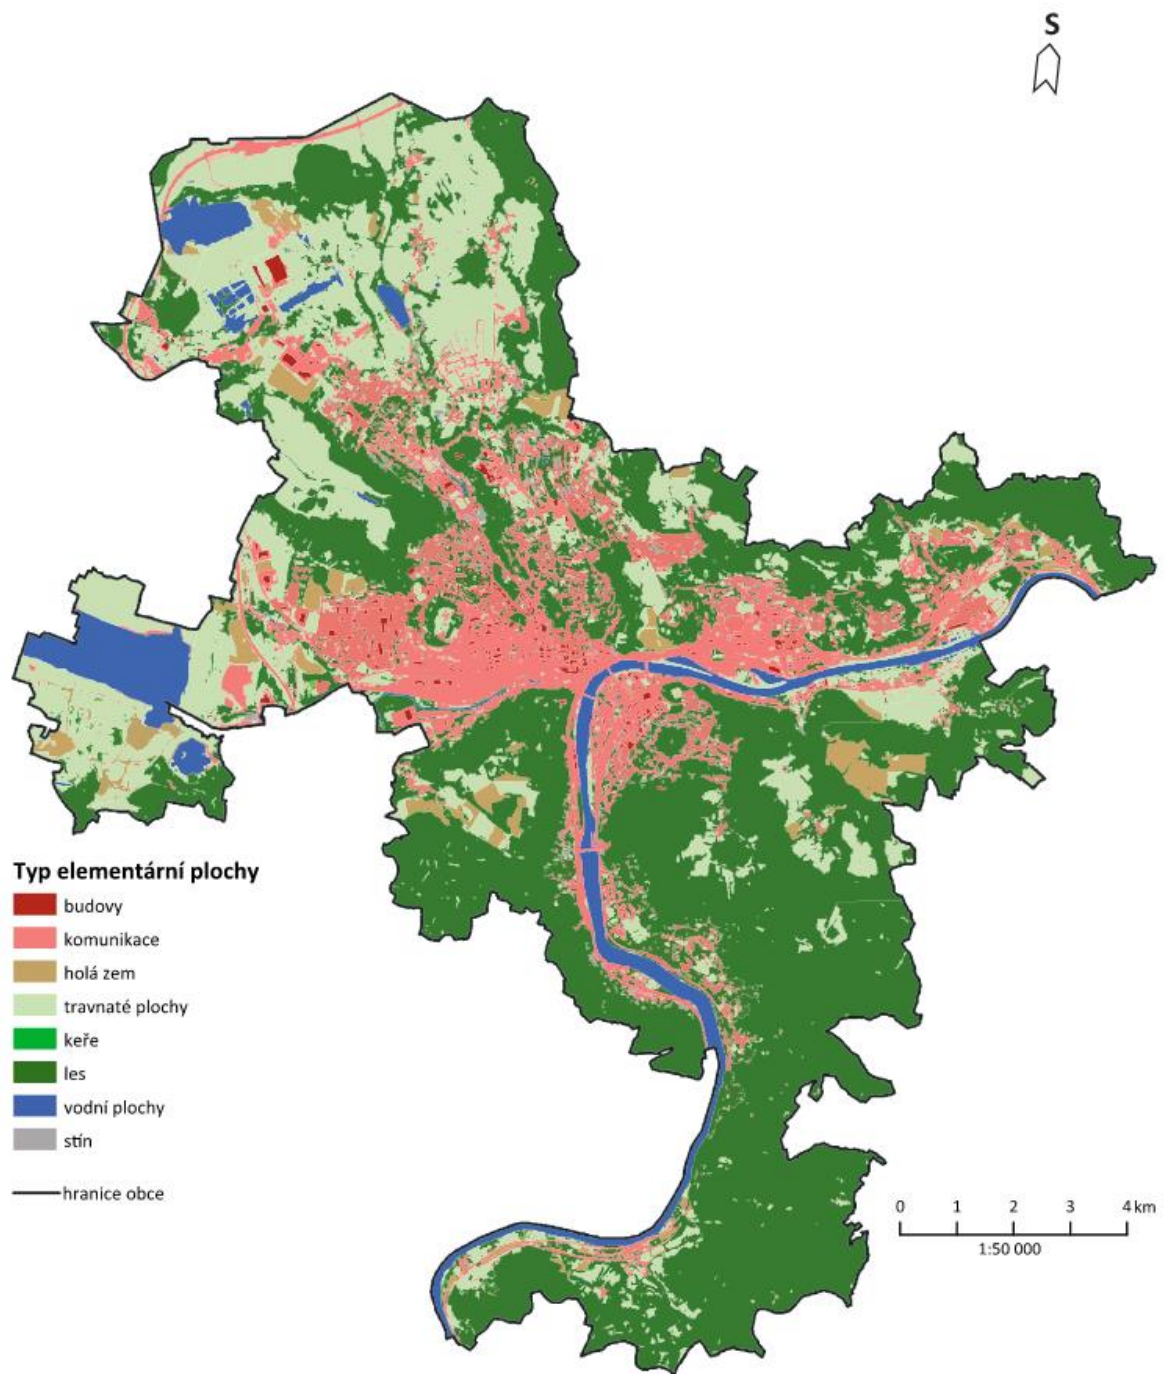 S
Typ elementární plochy
budovy
komunikace
holá zem
travnaté plochy
keře
les
vodní plochy
stín
hranice obce
0 1 2 3 4 km
1:50 000